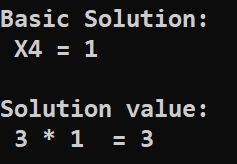 Basic Solution:
X4 = 1
Solution value:
3 * 1  = 3